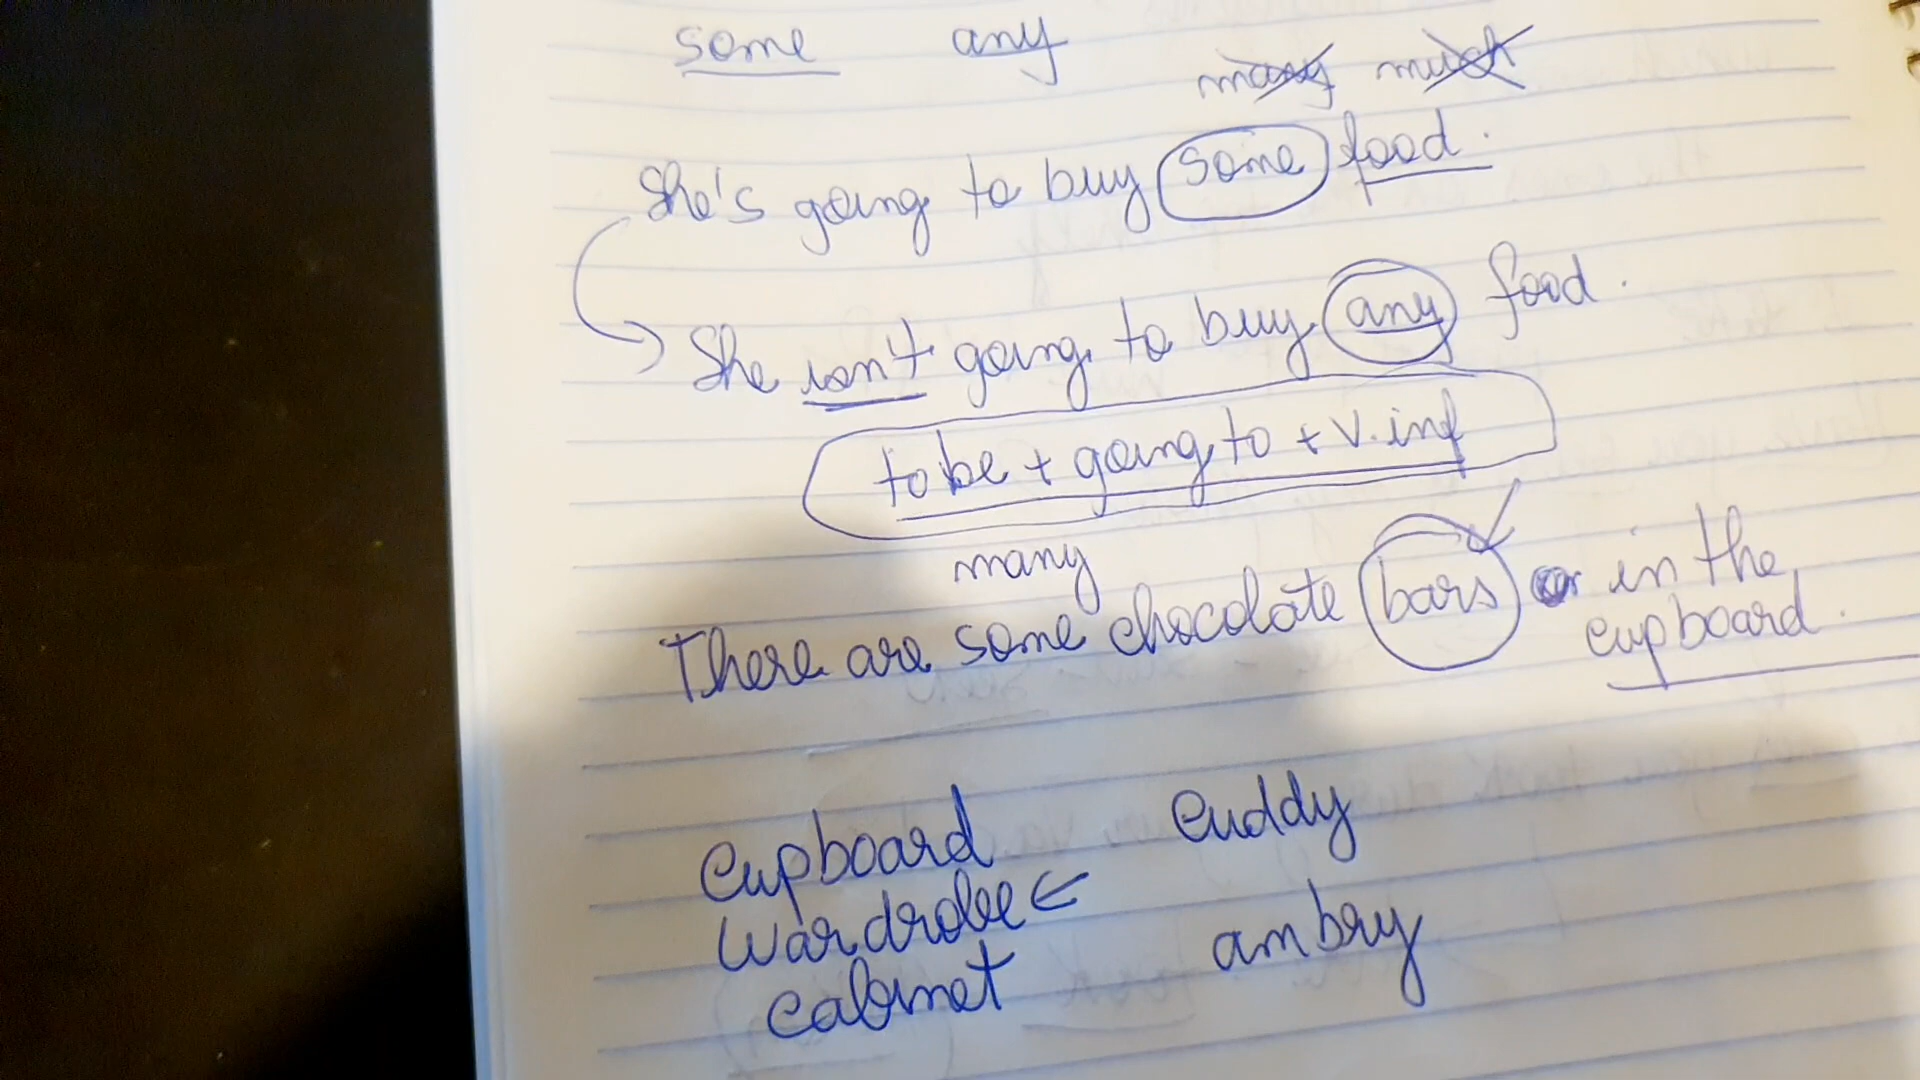 some any
many much
She's going to buy some food.
She isn't going to buy any food.
to be + going to + v. inf
many
There are some chocolate bars or in the
cupboard.
cupboard cuddy
wardrobe
cabinet ambry